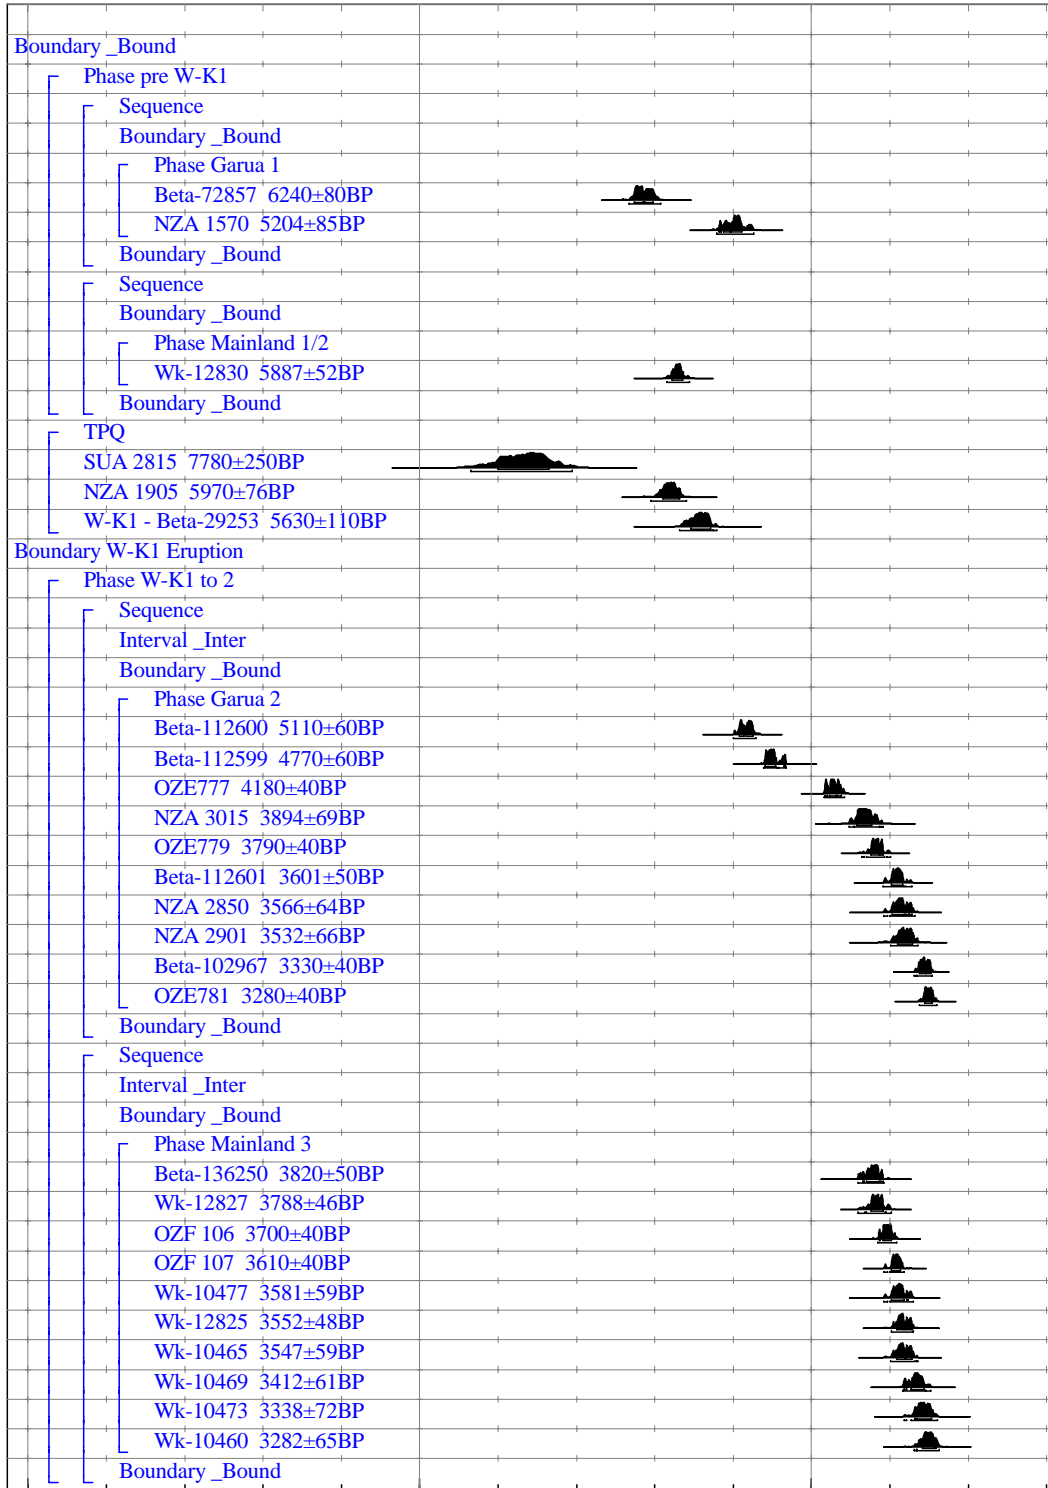 Boundary _Bound
Phase pre W-K1
Sequence
Boundary _Bound
Phase Garua 1
Beta-72857  6240±80BP
NZA 1570  5204±85BP
Boundary _Bound
Sequence
Boundary _Bound
Phase Mainland 1/2
Wk-12830  5887±52BP
Boundary _Bound
TPQ
SUA 2815  7780±250BP
NZA 1905  5970±76BP
W-K1 - Beta-29253  5630±110BP
Boundary W-K1 Eruption
Phase W-K1 to 2
Sequence
Interval _Inter
Boundary _Bound
Phase Garua 2
Beta-112600  5110±60BP
Beta-112599  4770±60BP
OZE777  4180±40BP
NZA 3015  3894±69BP
OZE779  3790±40BP
Beta-112601  3601±50BP
NZA 2850  3566±64BP
NZA 2901  3532±66BP
Beta-102967  3330±40BP
OZE781  3280±40BP
Boundary _Bound
Sequence
Interval _Inter
Boundary _Bound
Phase Mainland 3
Beta-136250  3820±50BP
Wk-12827  3788±46BP
OZF 106  3700±40BP
OZF 107  3610±40BP
Wk-10477  3581±59BP
Wk-12825  3552±48BP
Wk-10465  3547±59BP
Wk-10469  3412±61BP
Wk-10473  3338±72BP
Wk-10460  3282±65BP
Boundary _Bound